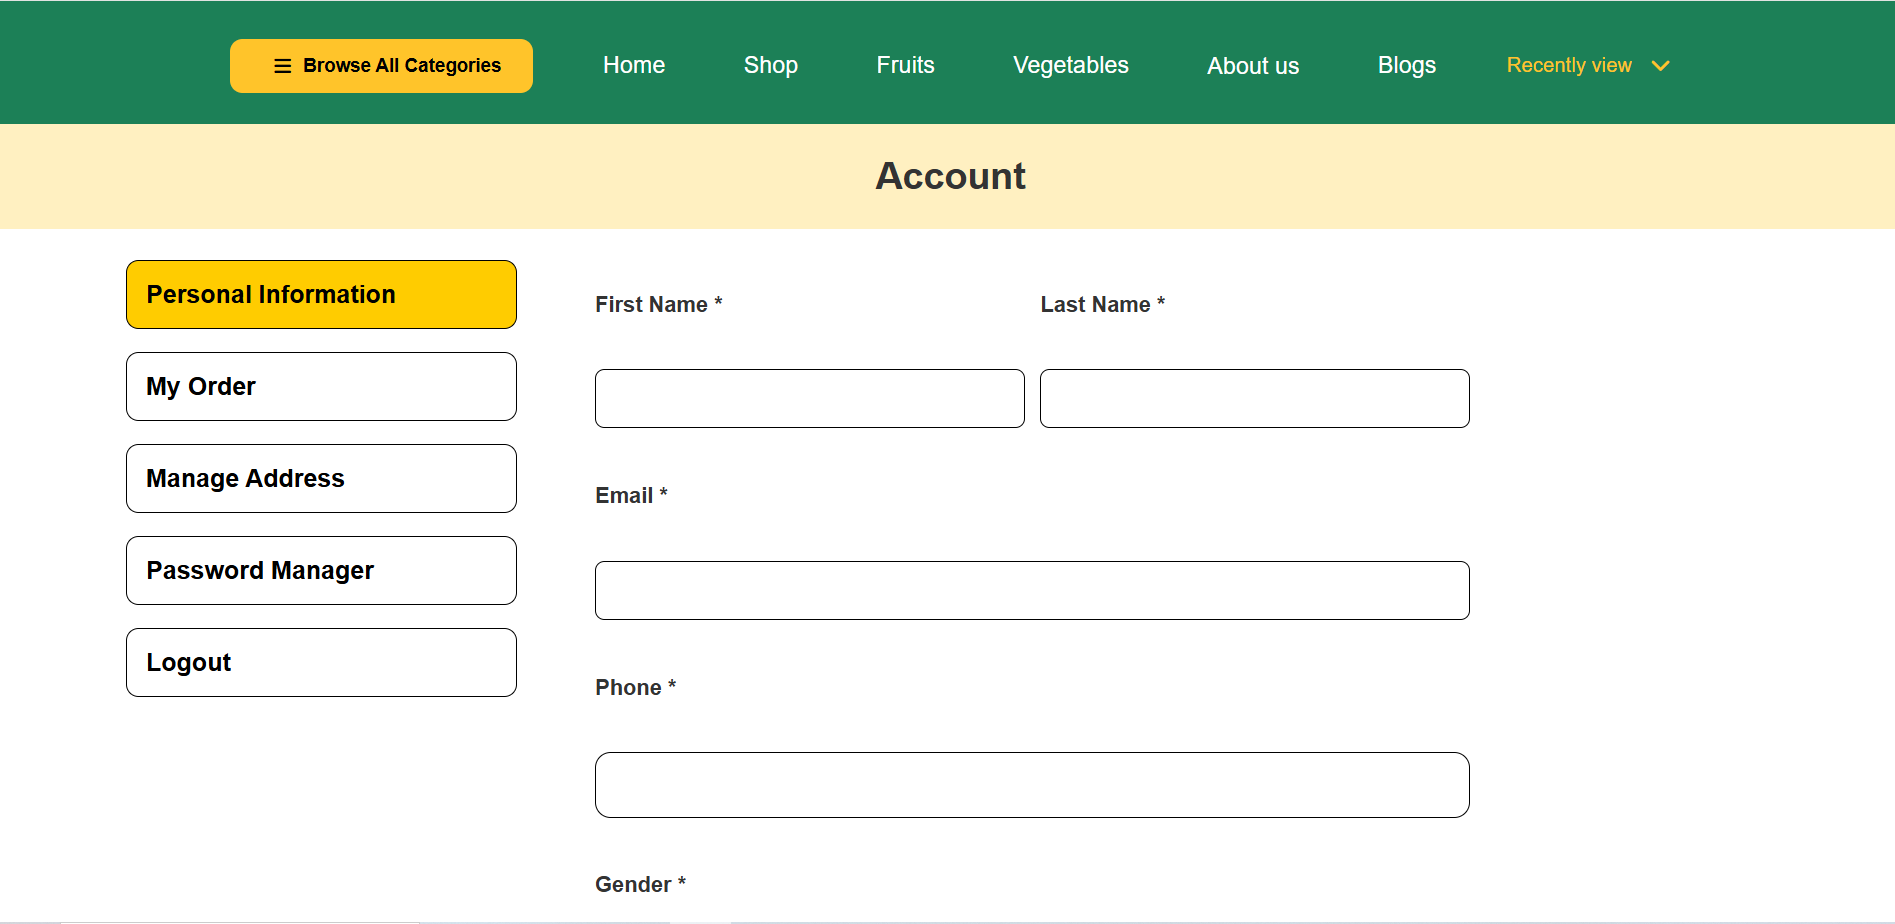 Browse All Categories Home Shop Fruits Vegetables About us Blogs Recently view
Account
Personal Information
My Order
Manage Address
Password Manager
Logout
First Name * Last Name *
Email *
Phone *
Gender *